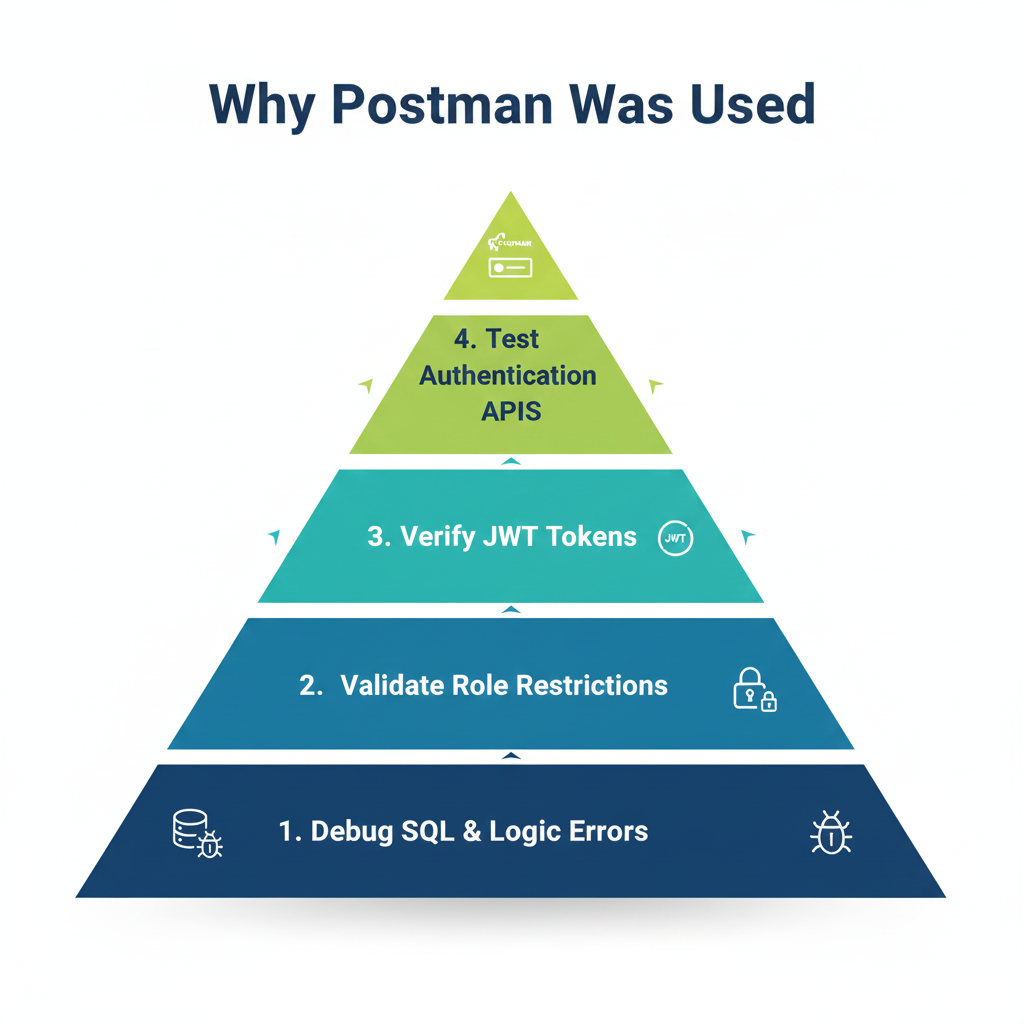 Why Postman Was Used
4. Test
Authentication
APIS
3. Verify JWT Tokens
JWT
2. Validate Role Restrictions
1. Debug SQL & Logic Errors